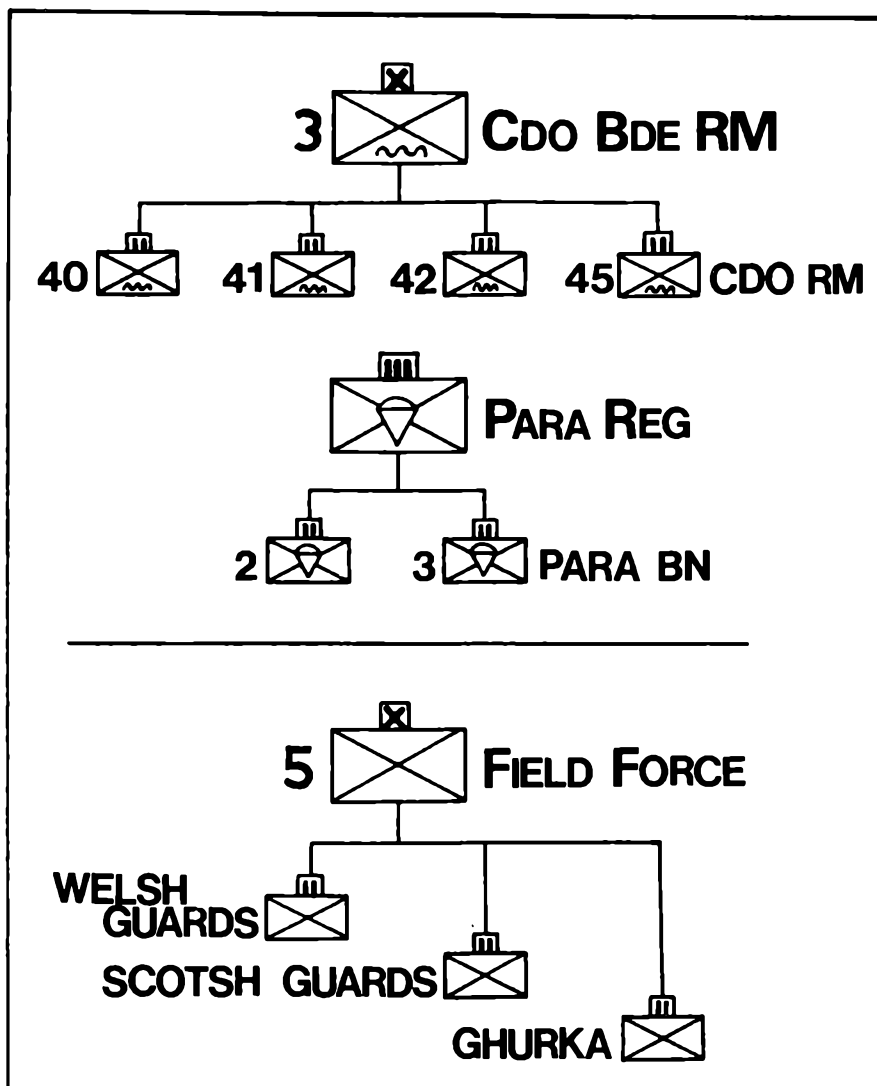 3 CDO BDE RM
40 41 42 45 CDO RM
PARA REG
2 3 PARA BN
5 FIELD FORCE
WELSH
GUARDS
SCOTSH GUARDS
GHURKA